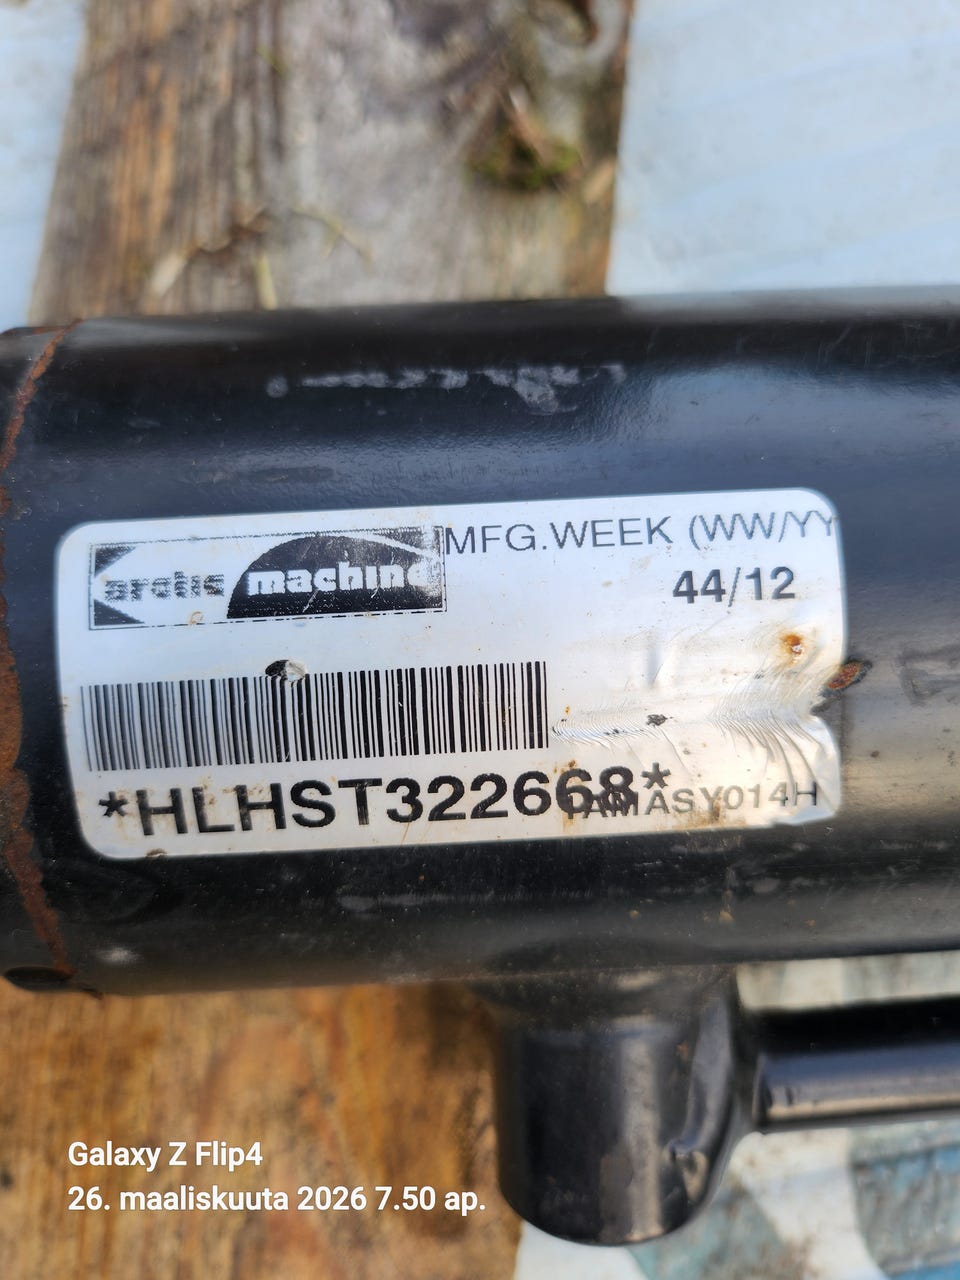 arctic machine
MFG.WEEK (WW/YY
44/12
*HLHST322668*
Galaxy Z Flip4
26. maaliskuuta 2026 7.50 ap.